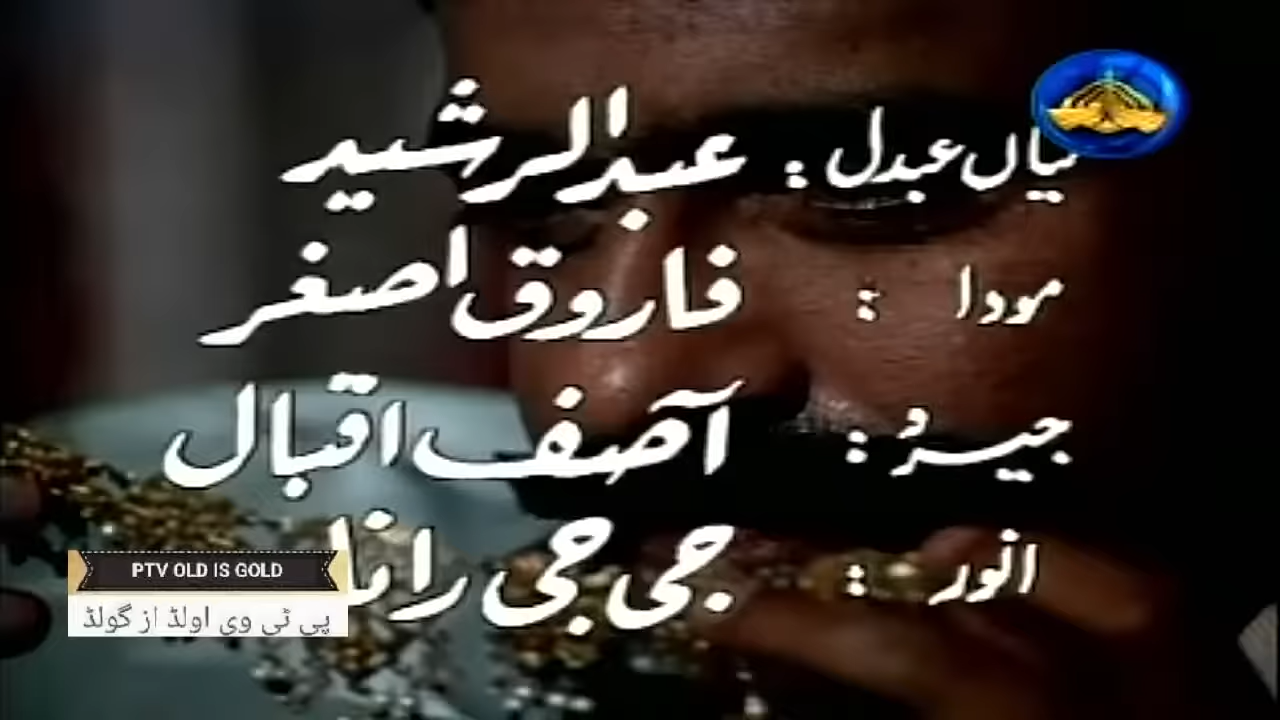 میاں عبدل : عبدالرشید
مودا : فاروق اصغر
جیرو : آصف اقبال
انور : جی جی رانا
PTV OLD IS GOLD
پی ٹی وی اولڈ از گولڈ